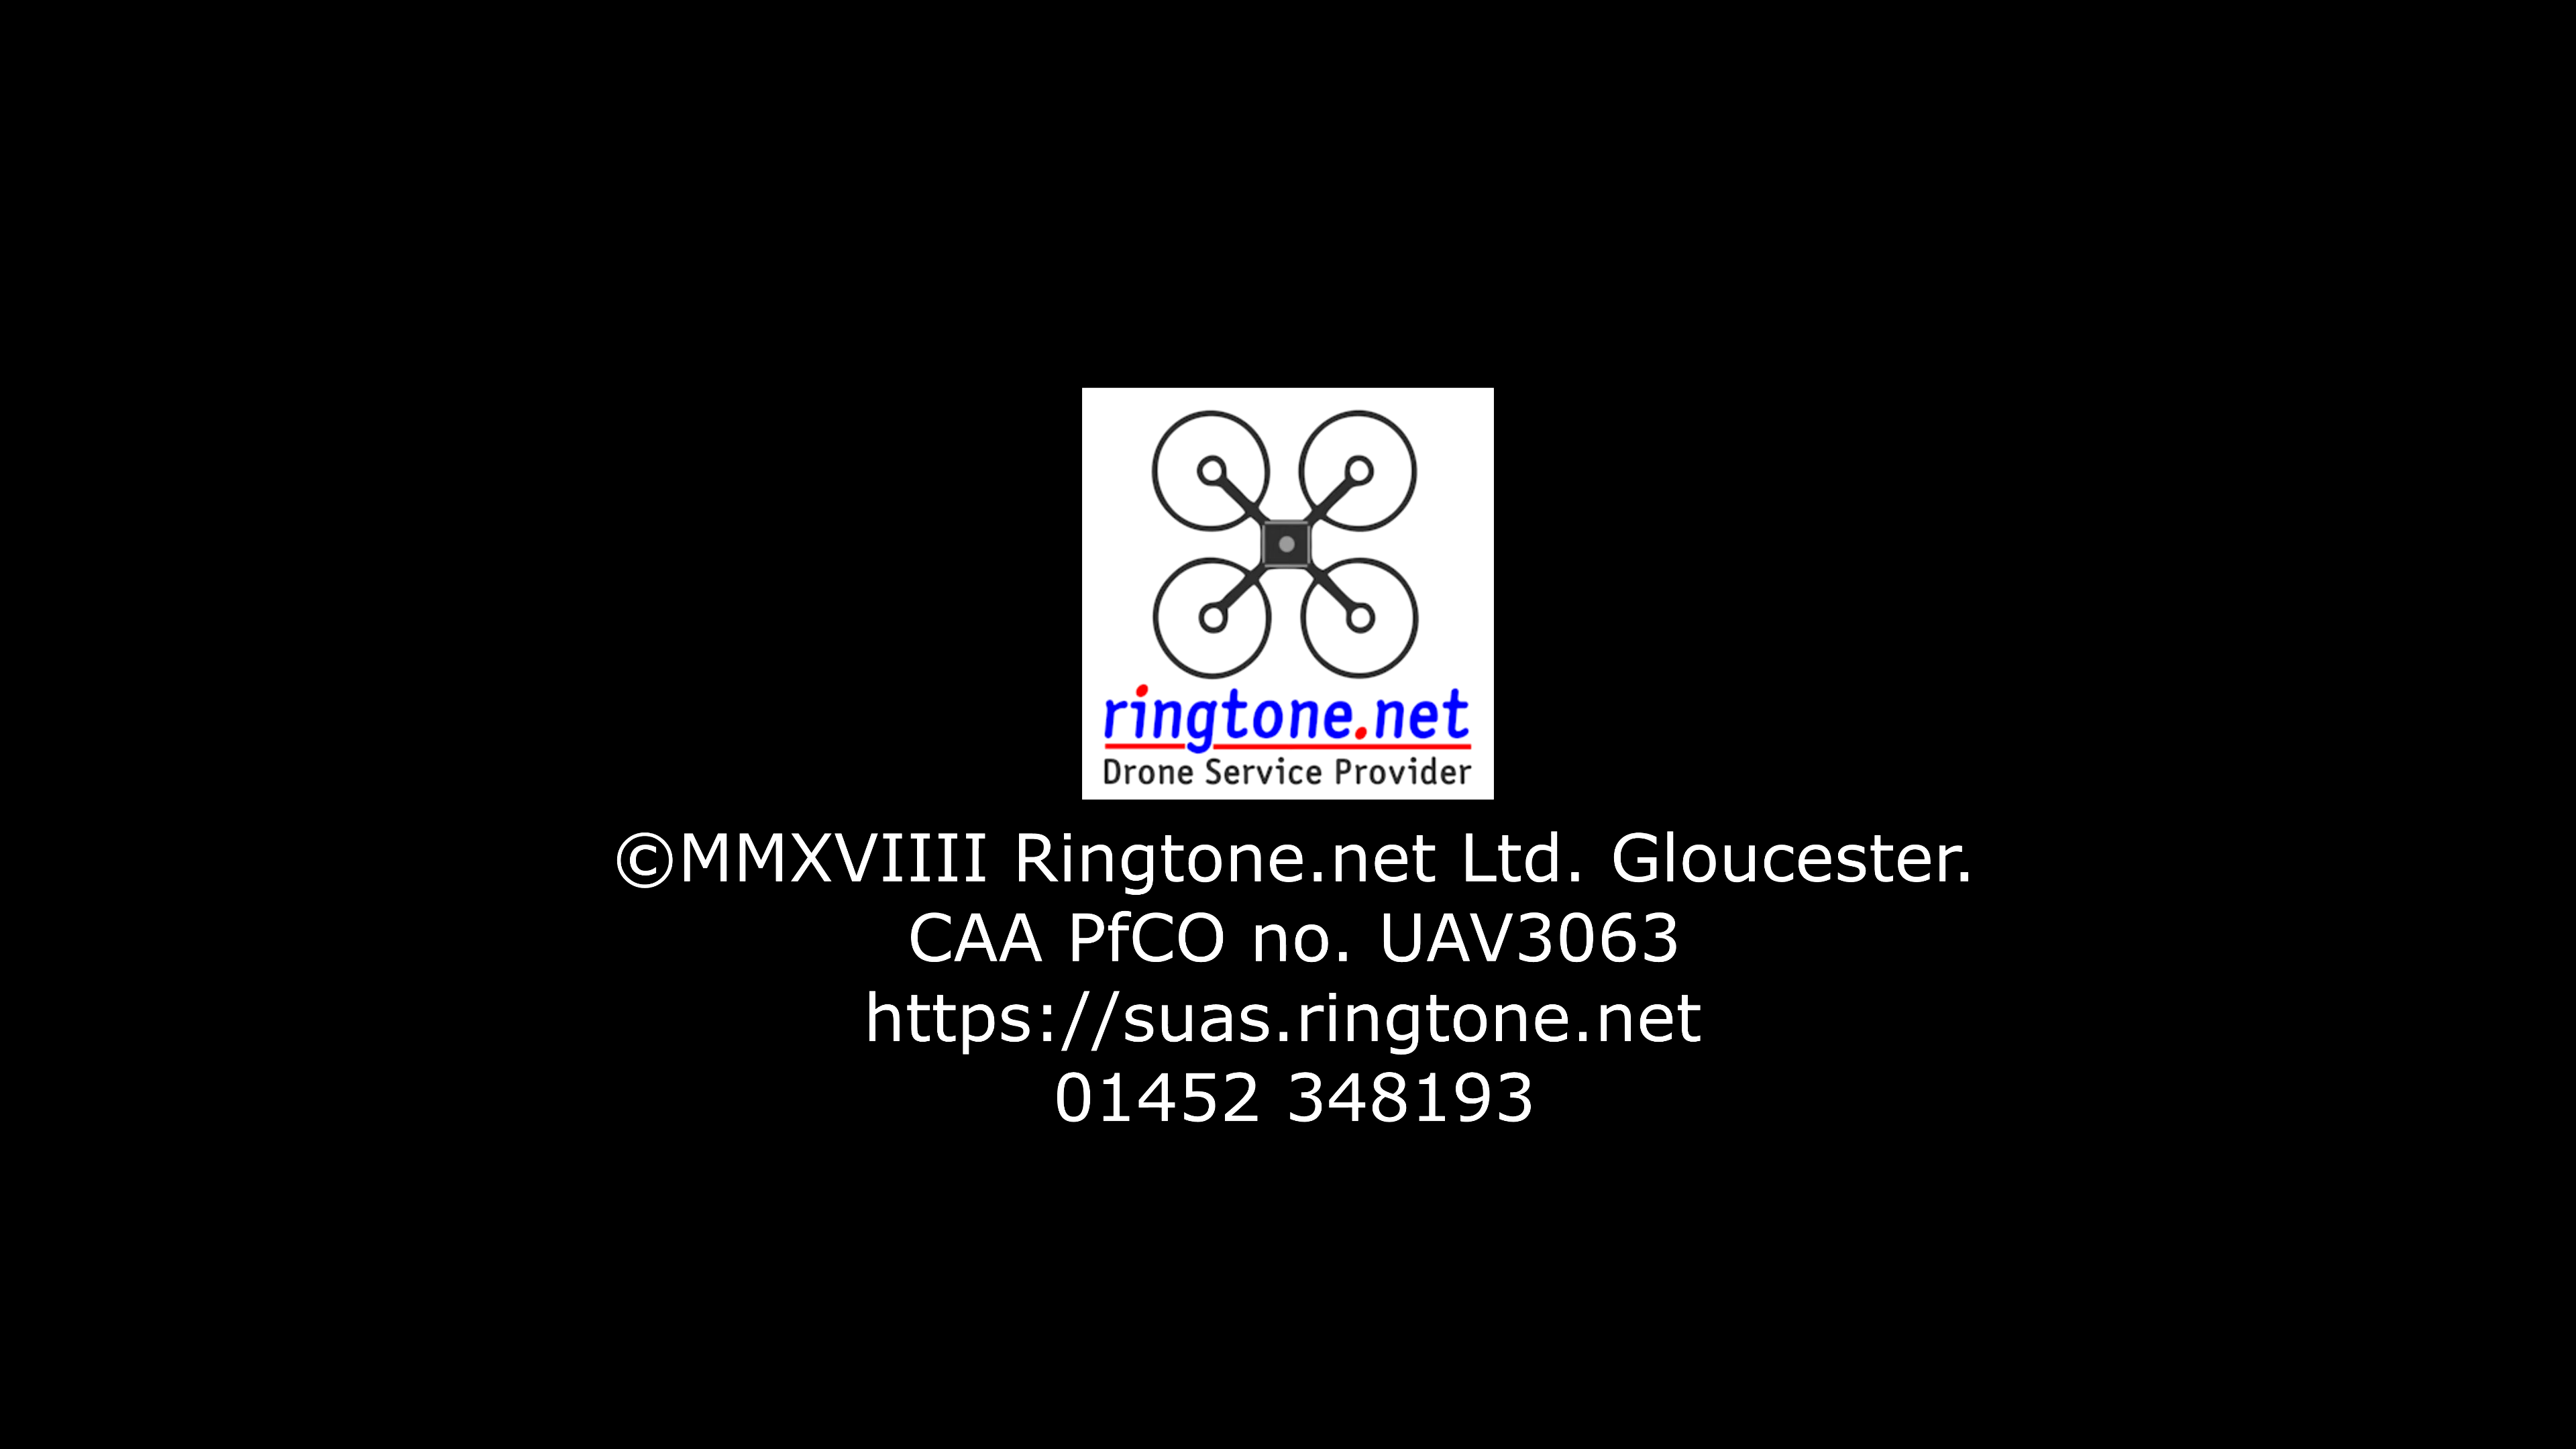 ringtone.net
Drone Service Provider
©MMXVIIII Ringtone.net Ltd. Gloucester.
CAA PfCO no. UAV3063
https://suas.ringtone.net
01452 348193